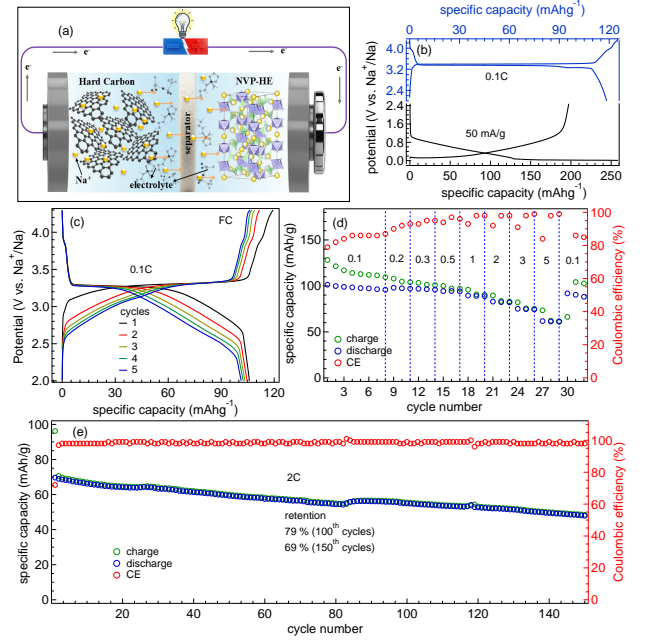 (a)
e⁻
e⁻
e⁻
e⁻
Hard Carbon
NVP-HE
separator
Na⁺
electrolyte
specific capacity (mAhg⁻¹)
0 30 60 90 120
(b)
4.0
3.2
2.4
0.1C
2.4
1.8
1.2
0.6
0.0
50 mA/g
potential (V vs. Na⁺/Na)
0 50 100 150 200 250
specific capacity (mAhg⁻¹)
(c)
FC
0.1C
cycles
1
2
3
4
5
4.0
3.5
3.0
2.5
2.0
Potential (V vs. Na⁺/Na)
0 30 60 90 120
specific capacity (mAhg⁻¹)
(d)
0.1 0.2 0.3 0.5 1 2 3 5 0.1
charge
discharge
CE
150
100
50
0
specific capacity (mAh/g)
100
80
60
40
20
0
Coulombic efficiency (%)
3 6 9 12 15 18 21 24 27 30
cycle number
(e)
2C
retention
79 % (100th cycles)
69 % (150th cycles)
charge
discharge
CE
100
80
60
40
20
0
specific capacity (mAh/g)
100
80
60
40
20
0
Coulombic efficiency (%)
20 40 60 80 100 120 140
cycle number